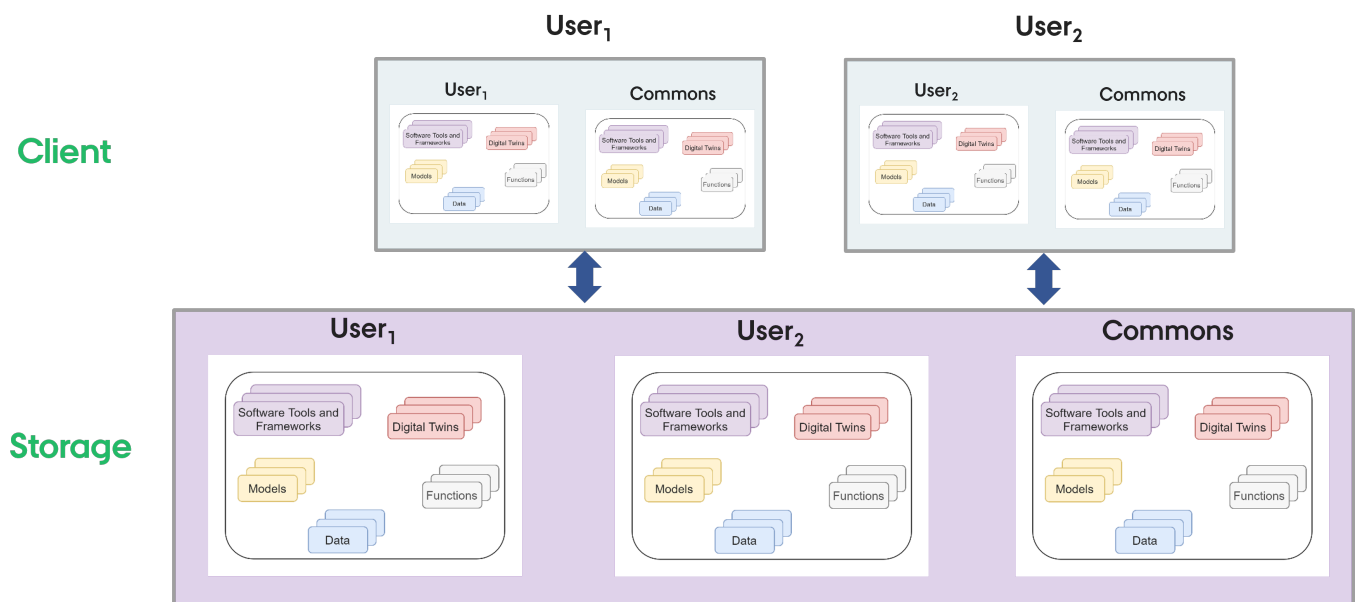 User₁
User₂
Client
User₁
Commons
Software Tools and
Frameworks
Digital Twins
Models
Functions
Data
Software Tools and
Frameworks
Digital Twins
Models
Functions
Data
User₂
Commons
Software Tools and
Frameworks
Digital Twins
Models
Functions
Data
Software Tools and
Frameworks
Digital Twins
Models
Functions
Data
Storage
User₁
User₂
Commons
Software Tools and
Frameworks
Digital Twins
Models
Functions
Data
Software Tools and
Frameworks
Digital Twins
Models
Functions
Data
Software Tools and
Frameworks
Digital Twins
Models
Functions
Data